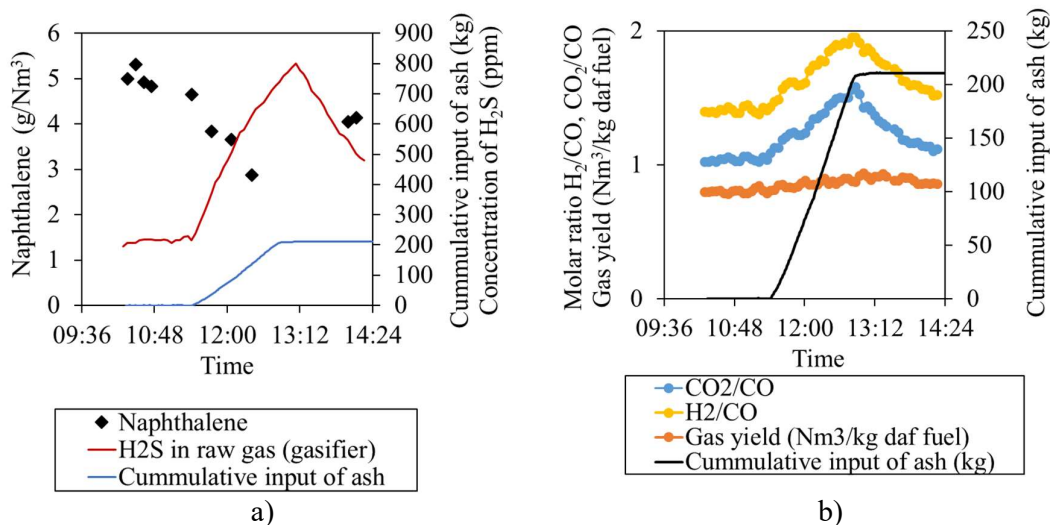 6
5
4
3
2
1
0
Naphthalene (g/Nm³)
900
800
700
600
500
400
300
200
100
0
Cummulative input of ash (kg)
Concentration of H₂S (ppm)
09:36 10:48 12:00 13:12 14:24
Time
Naphthalene
H2S in raw gas (gasifier)
Cummulative input of ash
a)
2
1
0
Molar ratio H₂/CO, CO₂/CO
Gas yield (Nm³/kg daf fuel)
250
200
150
100
50
0
Cummulative input of ash (kg)
09:36 10:48 12:00 13:12 14:24
Time
CO2/CO
H2/CO
Gas yield (Nm3/kg daf fuel)
Cummulative input of ash (kg)
b)